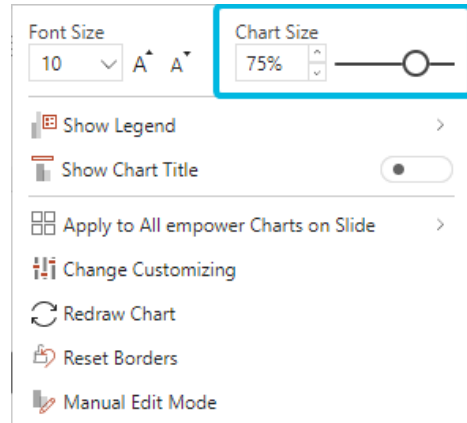 Font Size
Chart Size
10
A
A
75%
Show Legend
Show Chart Title
Apply to All empower Charts on Slide
Change Customizing
Redraw Chart
Reset Borders
Manual Edit Mode